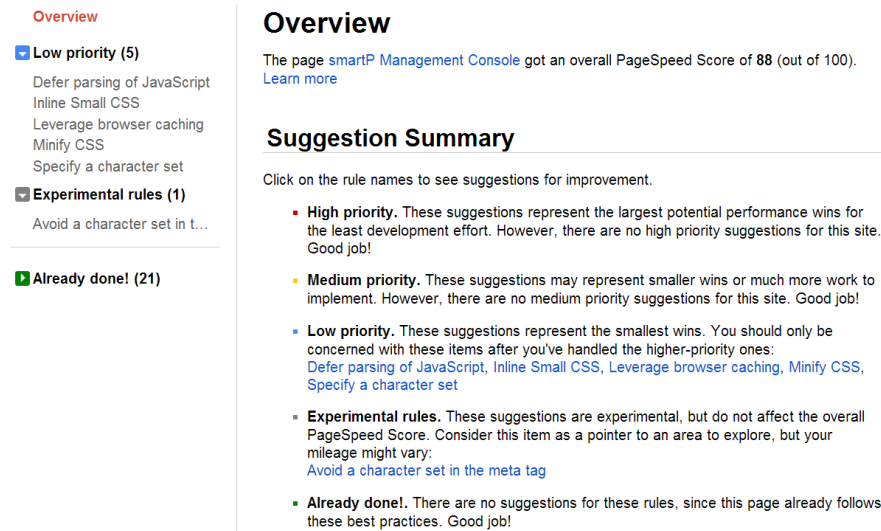 Overview
Low priority (5)
Defer parsing of JavaScript
Inline Small CSS
Leverage browser caching
Minify CSS
Specify a character set
Experimental rules (1)
Avoid a character set in t...
Already done! (21)
Overview
The page smartP Management Console got an overall PageSpeed Score of 88 (out of 100).
Learn more
Suggestion Summary
Click on the rule names to see suggestions for improvement.
High priority. These suggestions represent the largest potential performance wins for
the least development effort. However, there are no high priority suggestions for this site.
Good job!
Medium priority. These suggestions may represent smaller wins or much more work to
implement. However, there are no medium priority suggestions for this site. Good job!
Low priority. These suggestions represent the smallest wins. You should only be
concerned with these items after you've handled the higher-priority ones:
Defer parsing of JavaScript, Inline Small CSS, Leverage browser caching, Minify CSS,
Specify a character set
Experimental rules. These suggestions are experimental, but do not affect the overall
PageSpeed Score. Consider this item as a pointer to an area to explore, but your
mileage might vary:
Avoid a character set in the meta tag
Already done!. There are no suggestions for these rules, since this page already follows
these best practices. Good job!